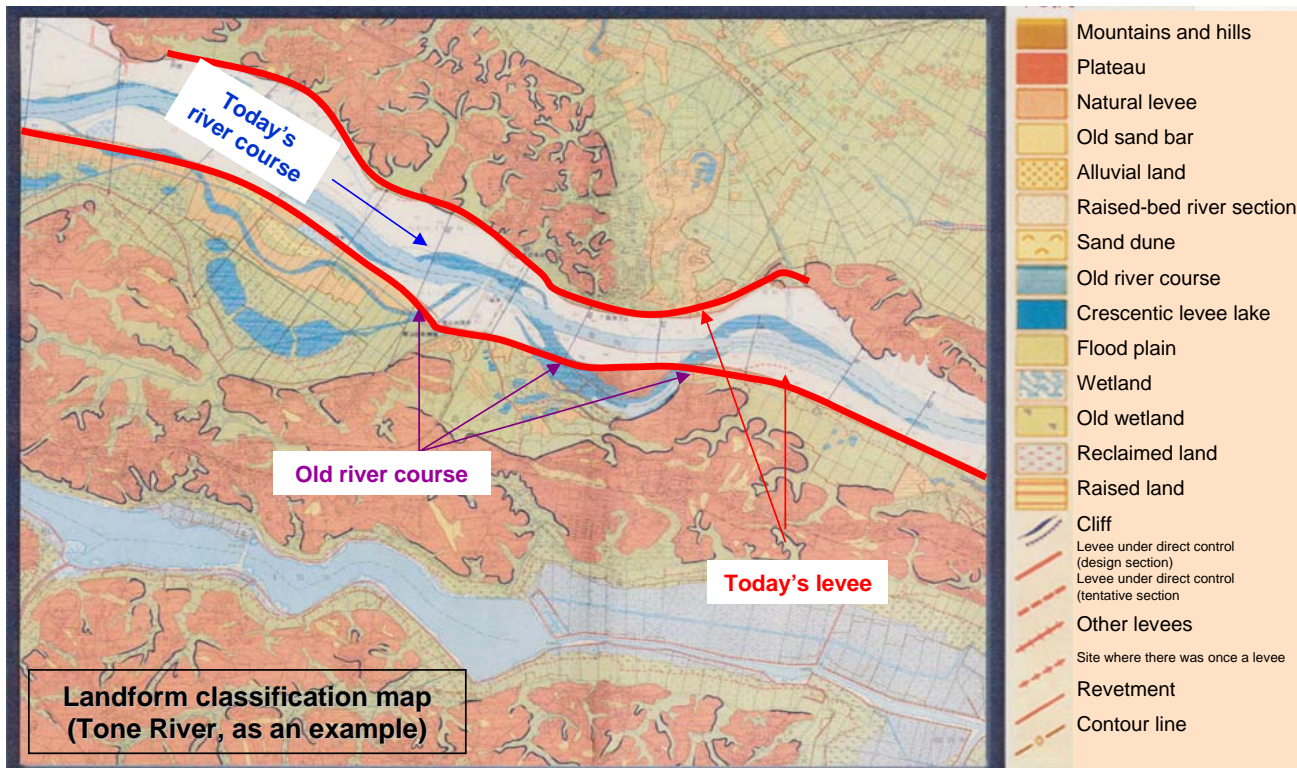 Today's
river course
Old river course
Today's levee
Landform classification map
(Tone River, as an example)
Mountains and hills
Plateau
Natural levee
Old sand bar
Alluvial land
Raised-bed river section
Sand dune
Old river course
Crescentic levee lake
Flood plain
Wetland
Old wetland
Reclaimed land
Raised land
Cliff
Levee under direct control
(design section)
Levee under direct control
(tentative section
Other levees
Site where there was once a levee
Revetment
Contour line